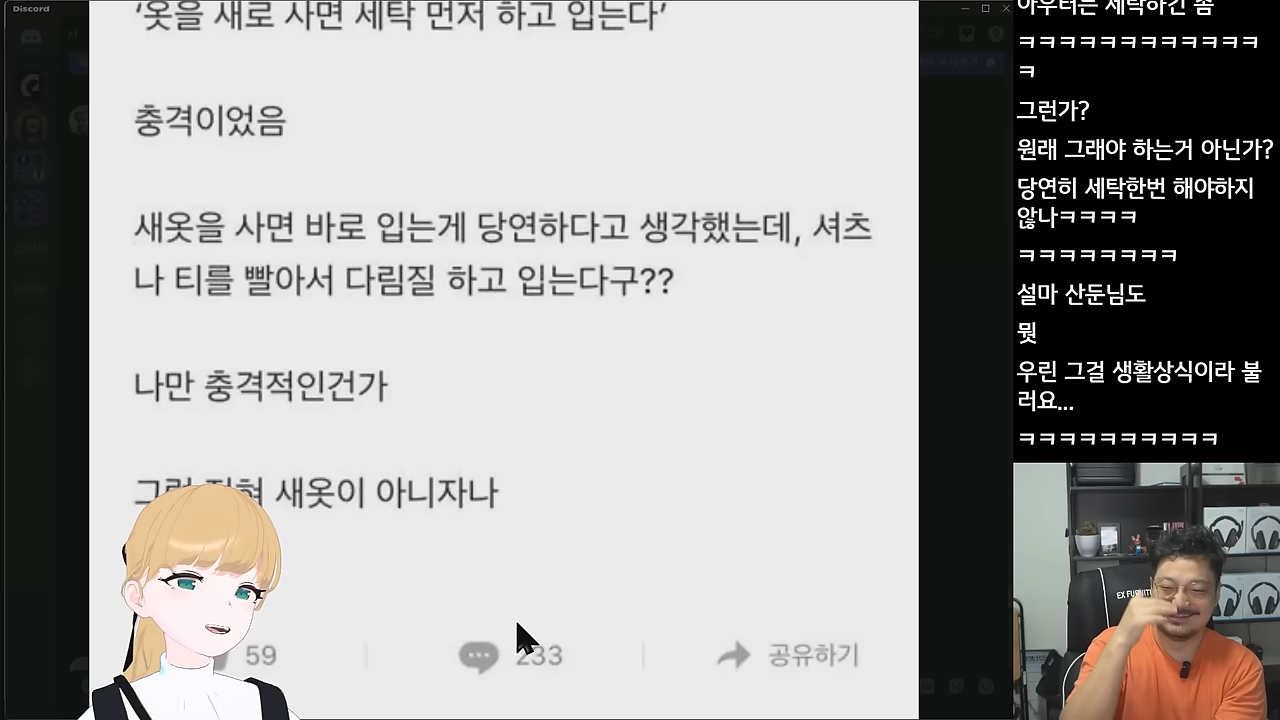 Discord
‘옷을 새로 사면 세탁 먼저 하고 입는다’
충격이었음
새옷을 사면 바로 입는게 당연하다고 생각했는데, 셔츠
나 티를 빨아서 다림질 하고 입는다구??
나만 충격적인건가
새옷이 아니자나
59
233
공유하기
아우터는 세탁하긴 좀
ㅋㅋㅋㅋㅋㅋㅋㅋㅋㅋㅋㅋ
ㅋ
그런가?
원래 그래야 하는거 아닌가?
당연히 세탁한번 해야하지
않나ㅋㅋㅋㅋ
ㅋㅋㅋㅋㅋㅋㅋㅋ
설마 산둔님도
뭣
우린 그걸 생활상식이라 불
러요...
ㅋㅋㅋㅋㅋㅋㅋㅋㅋㅋ